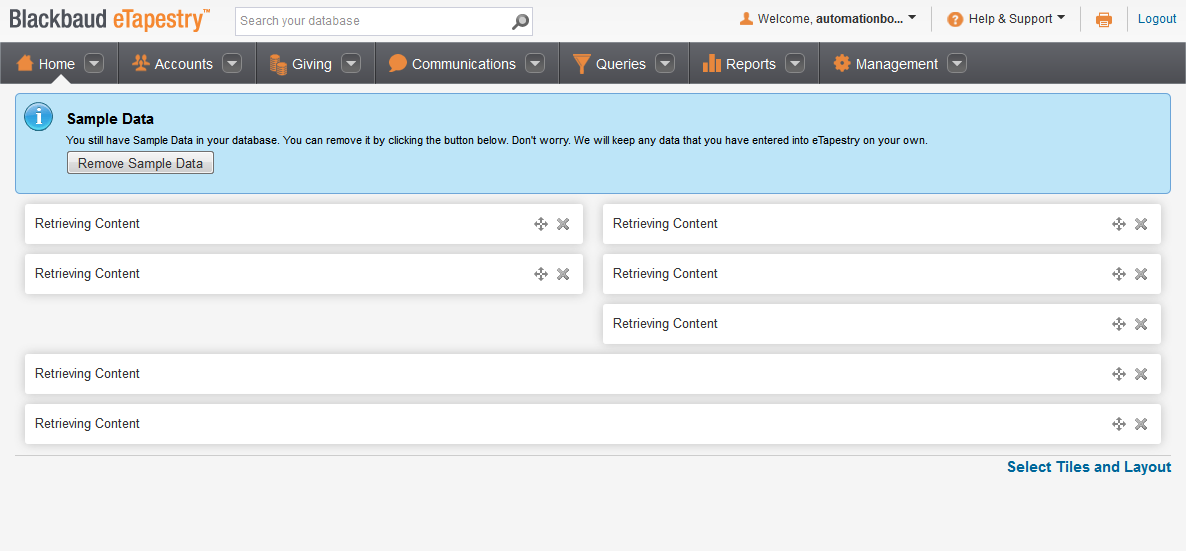 Blackbaud eTapestry™
Search your database
Welcome, automationbo...
Help & Support
Logout
Home
Accounts
Giving
Communications
Queries
Reports
Management
Sample Data
You still have Sample Data in your database. You can remove it by clicking the button below. Don't worry. We will keep any data that you have entered into eTapestry on your own.
Remove Sample Data
Retrieving Content
Retrieving Content
Retrieving Content
Retrieving Content
Retrieving Content
Retrieving Content
Retrieving Content
Select Tiles and Layout